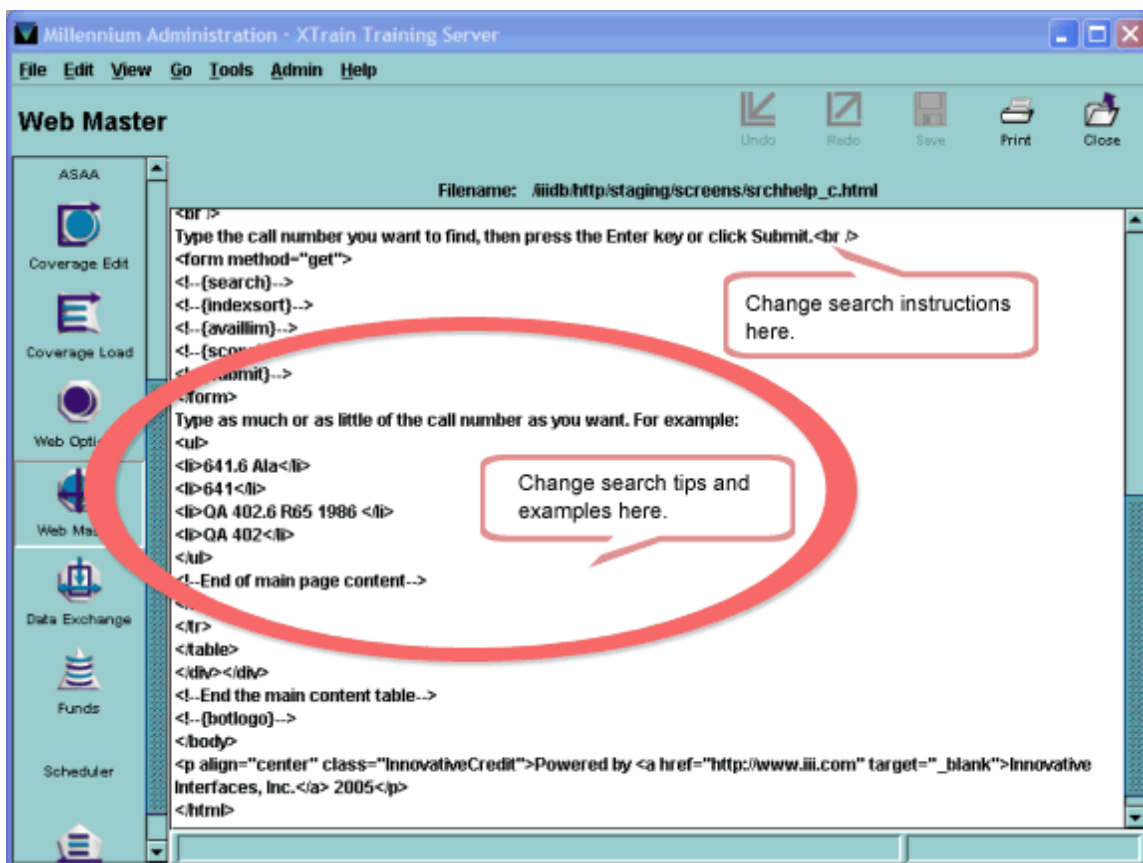 Millennium Administration · XTrain Training Server
File Edit View Go Tools Admin Help
Web Master
Undo Redo Save Print Close
ASAA
Coverage Edit
Coverage Load
Web
Web
Data Exchange
Funds
Scheduler
Filename: /iiidb/http/staging/screens/srchhelp_c.html
<br />
Type the call number you want to find, then press the Enter key or click Submit.<br />
<form method="get">
<!--{search}-->
<!--{indexsort}-->
<!--{availlim}-->
Change search instructions
here.
</form>
Type as much or as little of the call number as you want. For example:
<ul>
<li>641.6 Ala</li>
<li>641</li>
<li>QA 402.6 R65 1986 </li>
<li>QA 402</li>
</ul>
Change search tips and
examples here.
<!--End of main page content-->
</tr>
</table>
</div></div>
<!--End the main content table-->
<!--{botlogo}-->
</body>
<p align="center" class="InnovativeCredit">Powered by <a href="http://www.iii.com" target="_blank">Innovative
Interfaces, Inc.</a> 2005</p>
</html>